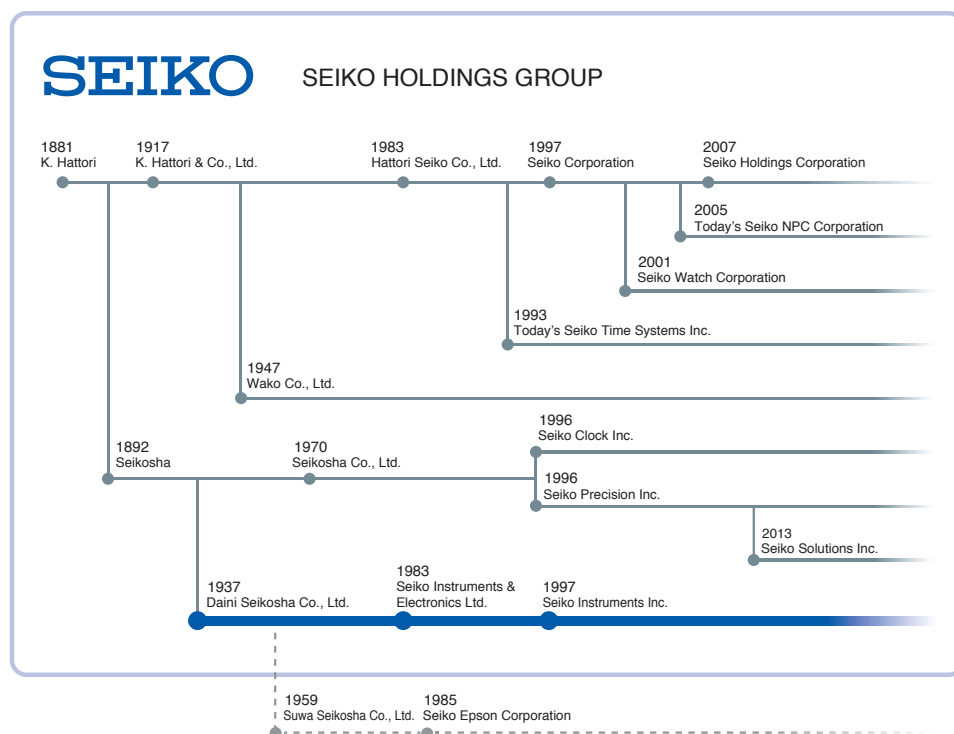 SEIKO
SEIKO HOLDINGS GROUP
1881
K. Hattori
1917
K. Hattori & Co., Ltd.
1983
Hattori Seiko Co., Ltd.
1997
Seiko Corporation
2007
Seiko Holdings Corporation
2005
Today's Seiko NPC Corporation
2001
Seiko Watch Corporation
1993
Today's Seiko Time Systems Inc.
1947
Wako Co., Ltd.
1996
Seiko Clock Inc.
1892
Seikosha
1970
Seikosha Co., Ltd.
1996
Seiko Precision Inc.
2013
Seiko Solutions Inc.
1937
Daini Seikosha Co., Ltd.
1983
Seiko Instruments &
Electronics Ltd.
1997
Seiko Instruments Inc.
1959
Suwa Seikosha Co., Ltd.
1985
Seiko Epson Corporation